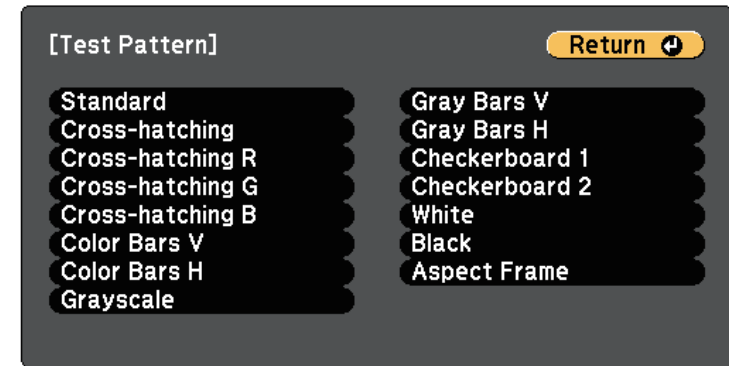 [Test Pattern]
Return
Standard
Cross-hatching
Cross-hatching R
Cross-hatching G
Cross-hatching B
Color Bars V
Color Bars H
Grayscale
Gray Bars V
Gray Bars H
Checkerboard 1
Checkerboard 2
White
Black
Aspect Frame